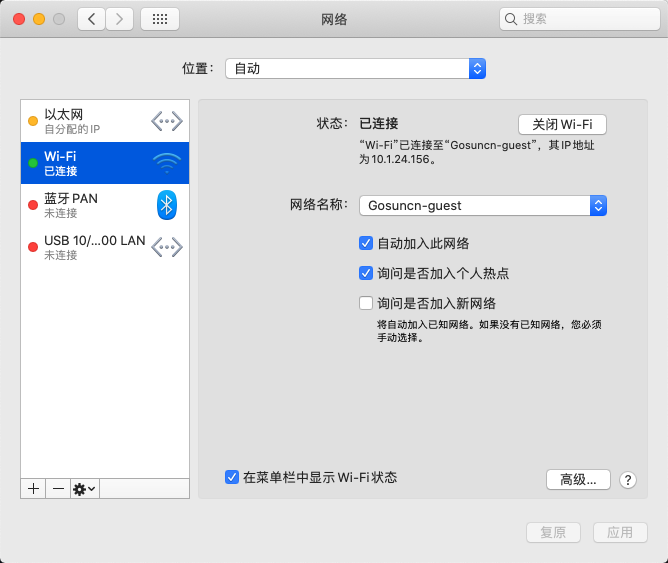 网络
搜索
位置：
自动
以太网
自分配的 IP
Wi-Fi
已连接
蓝牙 PAN
未连接
USB 10/...00 LAN
未连接
状态：
已连接
关闭 Wi-Fi
“Wi-Fi”已连接至“Gosuncn-guest”，其 IP 地址
为 10.1.24.156。
网络名称：
Gosuncn-guest
自动加入此网络
询问是否加入个人热点
询问是否加入新网络
将自动加入已知网络。如果没有已知网络，您必须
手动选择。
在菜单栏中显示 Wi-Fi 状态
高级...
?
复原
应用